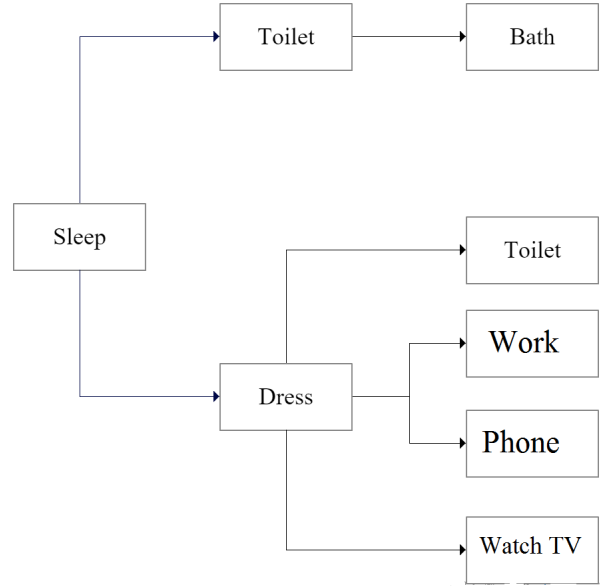 Toilet
Bath
Sleep
Toilet
Work
Dress
Phone
Watch TV